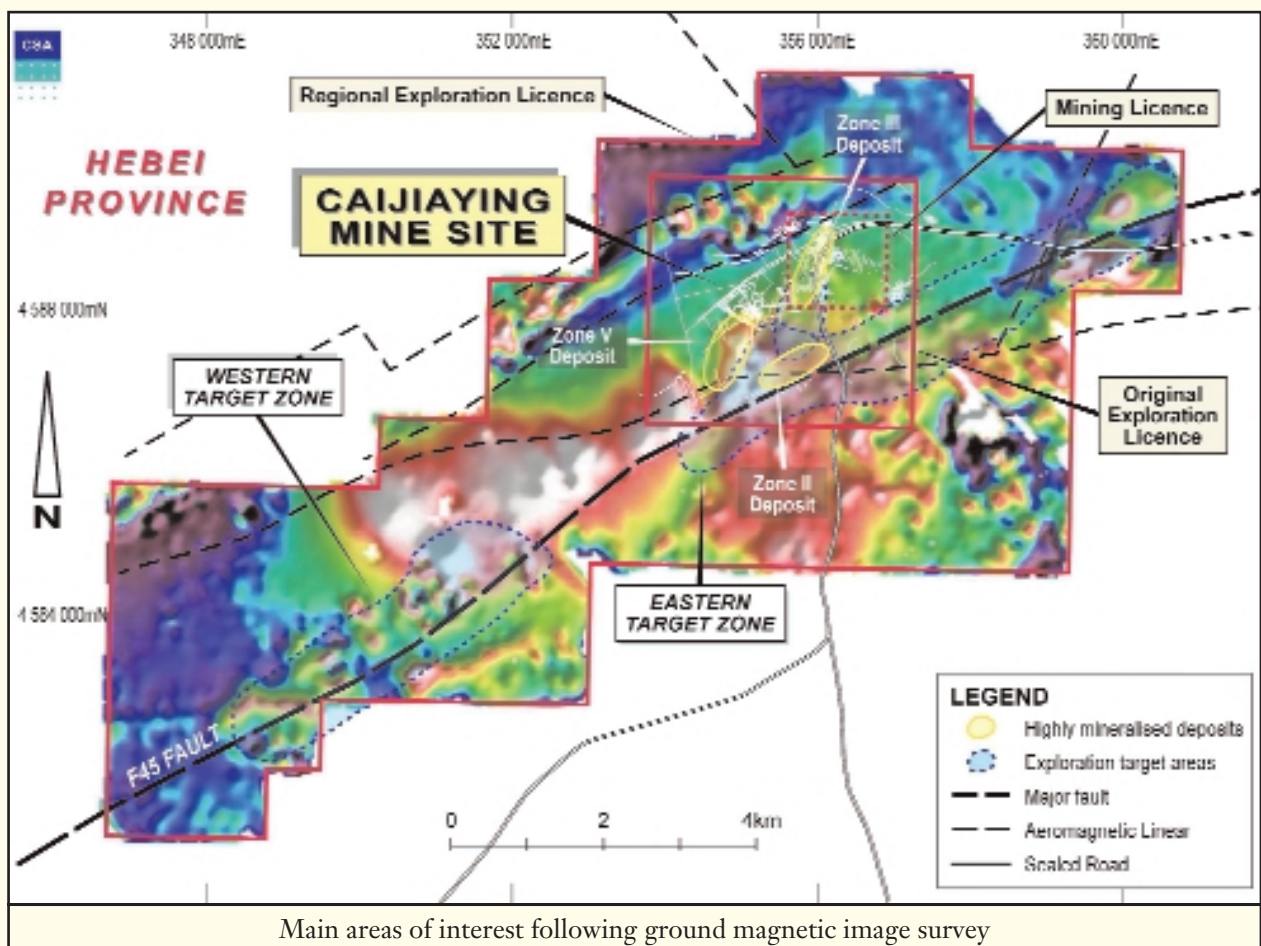 348 000mE
352 000mE
356 000mE
360 000mE
CSA
Regional Exploration Licence
Zone III
Deposit
Mining Licence
HEBEI
PROVINCE
CAIJIAYING
MINE SITE
4 588 000mN
Zone V
Deposit
WESTERN
TARGET ZONE
Original
Exploration
Licence
N
Zone II
Deposit
4 584 000mN
EASTERN
TARGET ZONE
F45 FAULT
LEGEND
Highly mineralised deposits
Exploration target areas
Major fault
Aeromagnetic Linear
Sealed Road
0 2 4km
Main areas of interest following ground magnetic image survey